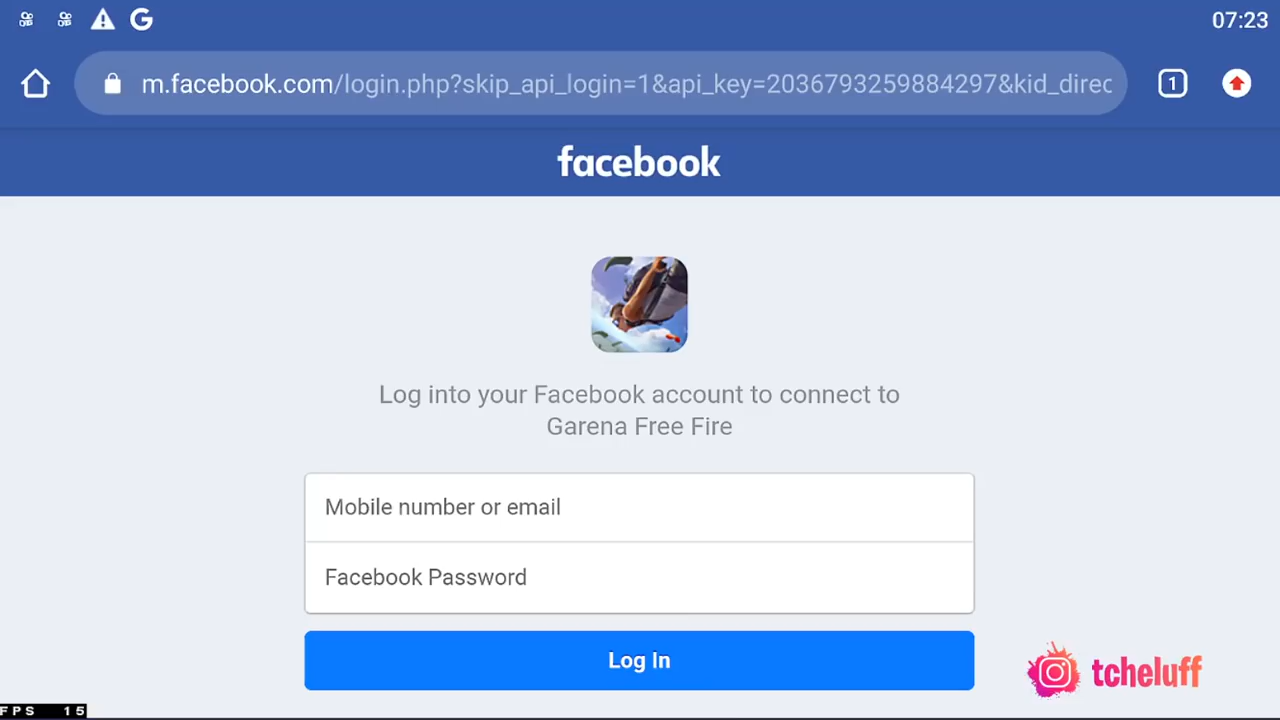 07:23
m.facebook.com/login.php?skip_api_login=1&api_key=2036793259884297&kid_direc
1
facebook
Log into your Facebook account to connect to
Garena Free Fire
Mobile number or email
Facebook Password
Log In
tcheluff
FPS 15